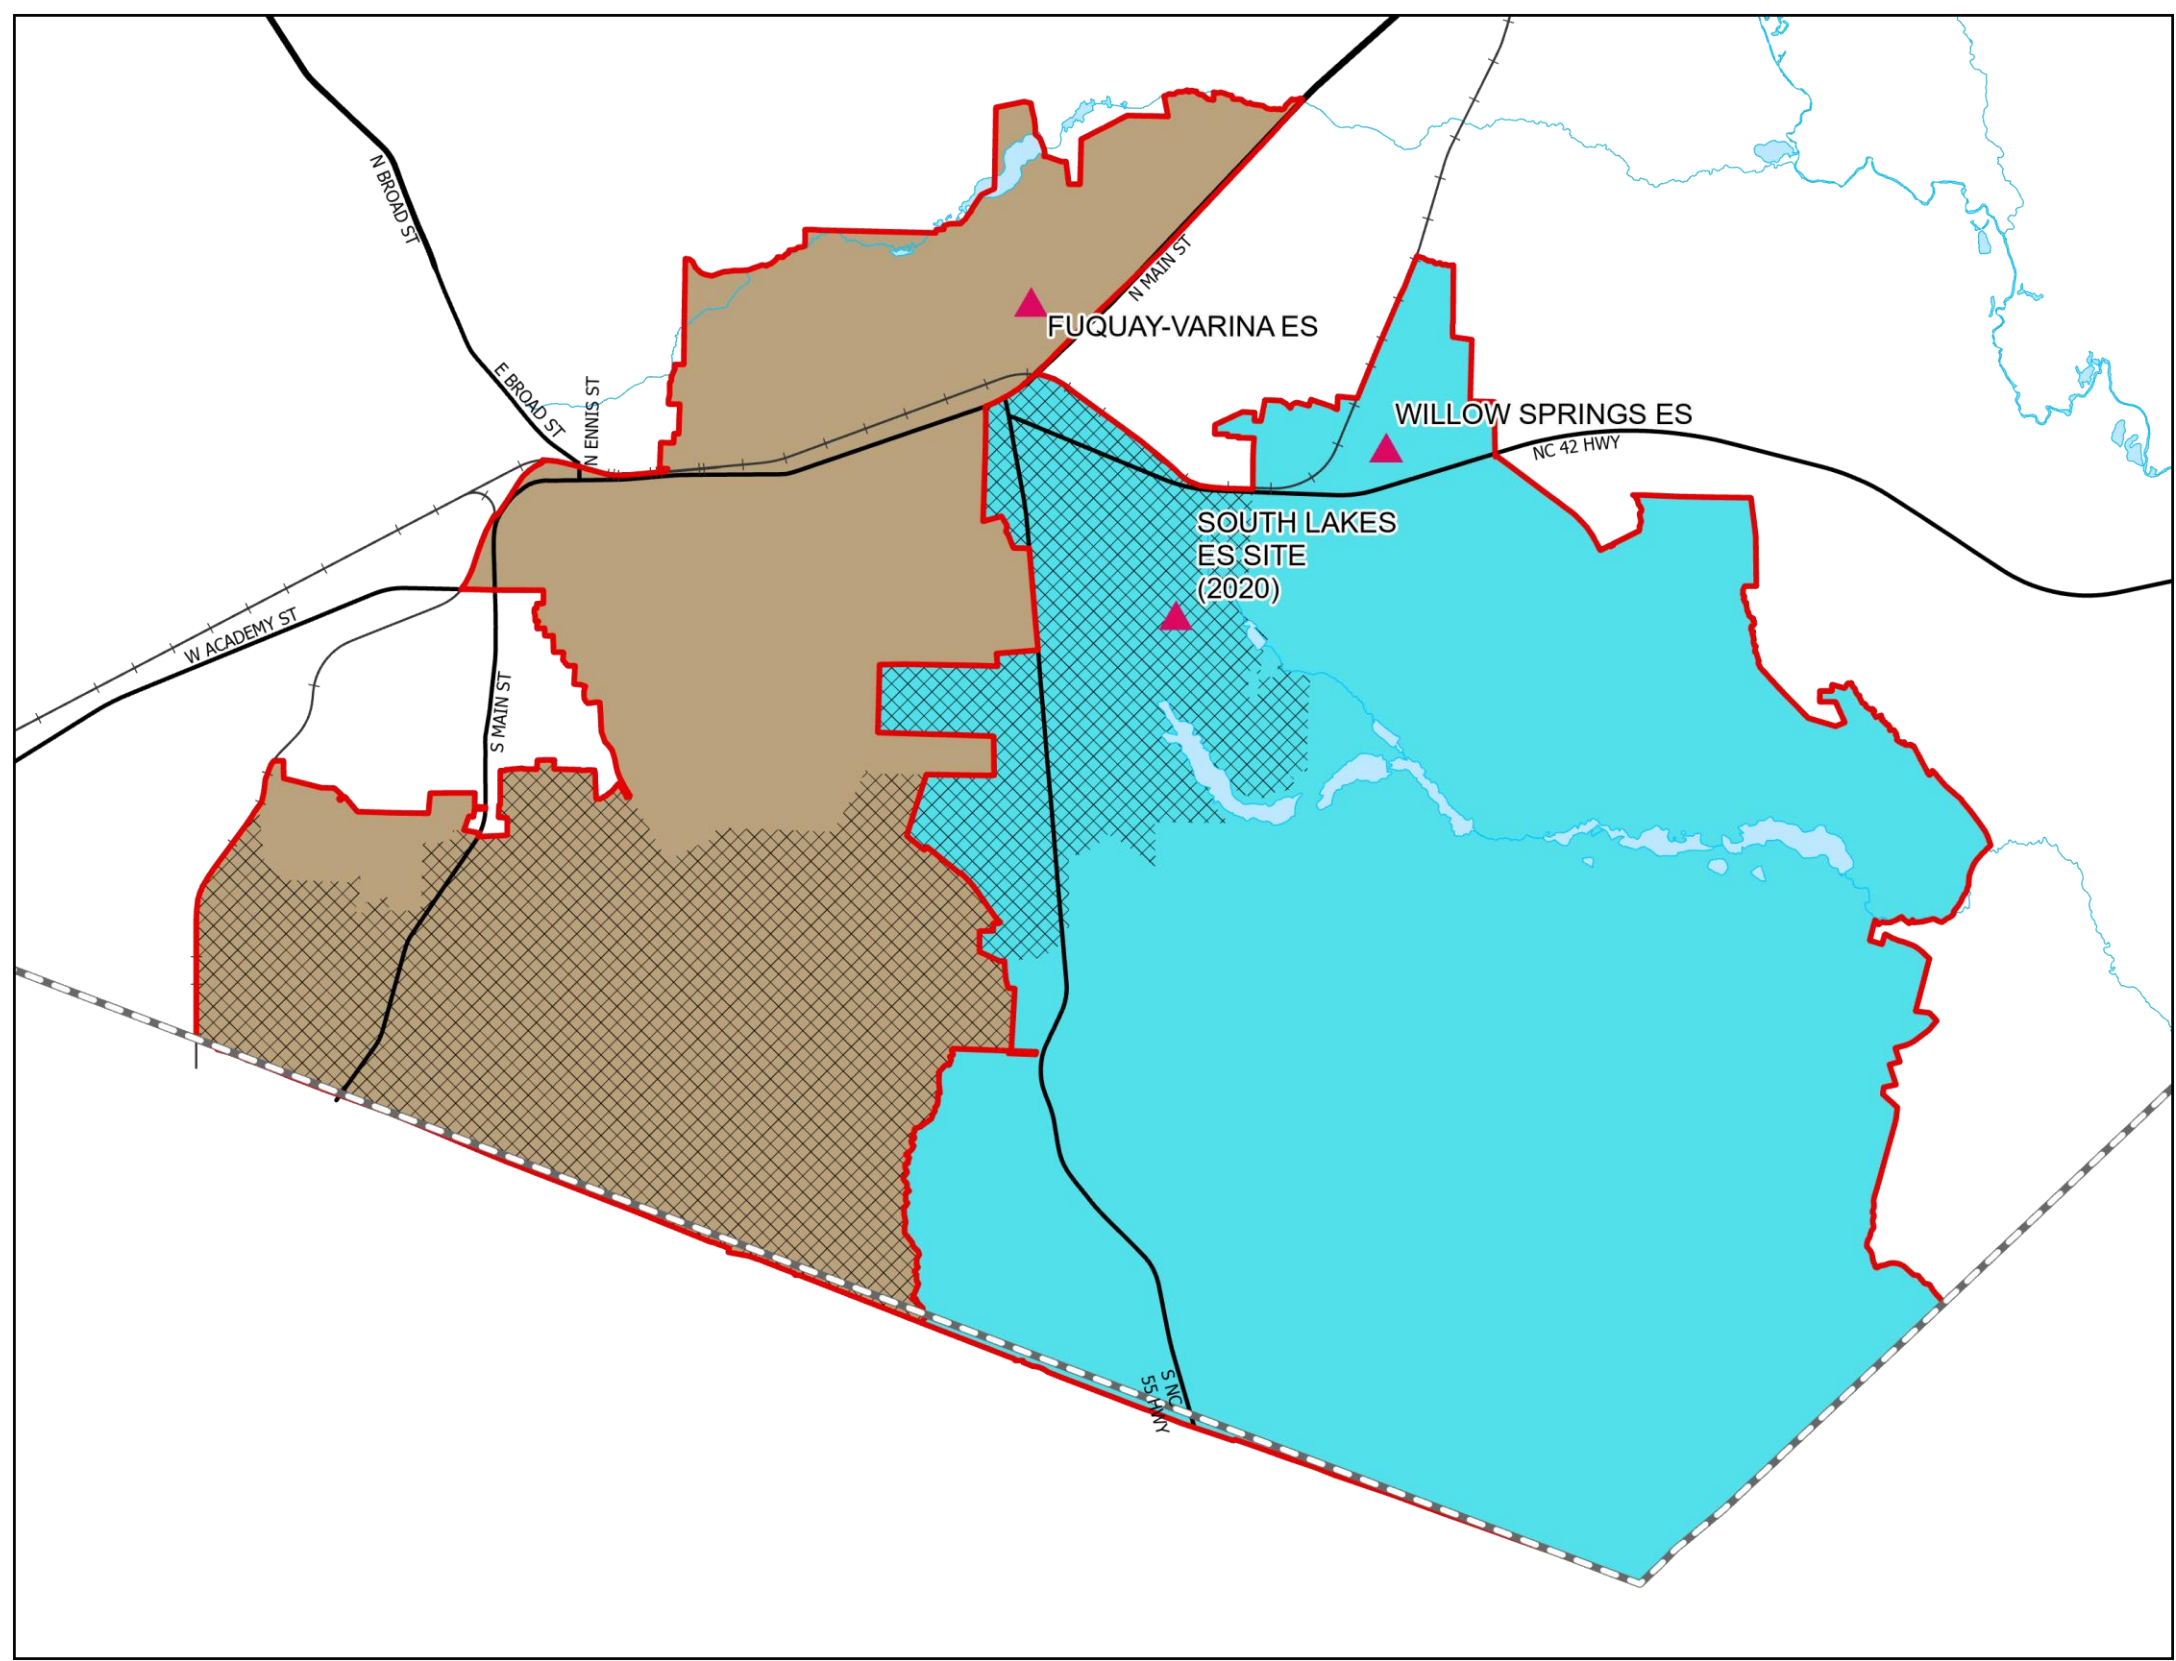 N BROAD ST
N MAIN ST
FUQUAY-VARINA ES
E BROAD ST
N ENNIS ST
WILLOW SPRINGS ES
NC 42 HWY
SOUTH LAKES
ES SITE
(2020)
W ACADEMY ST
S MAIN ST
S NC
55 HWY